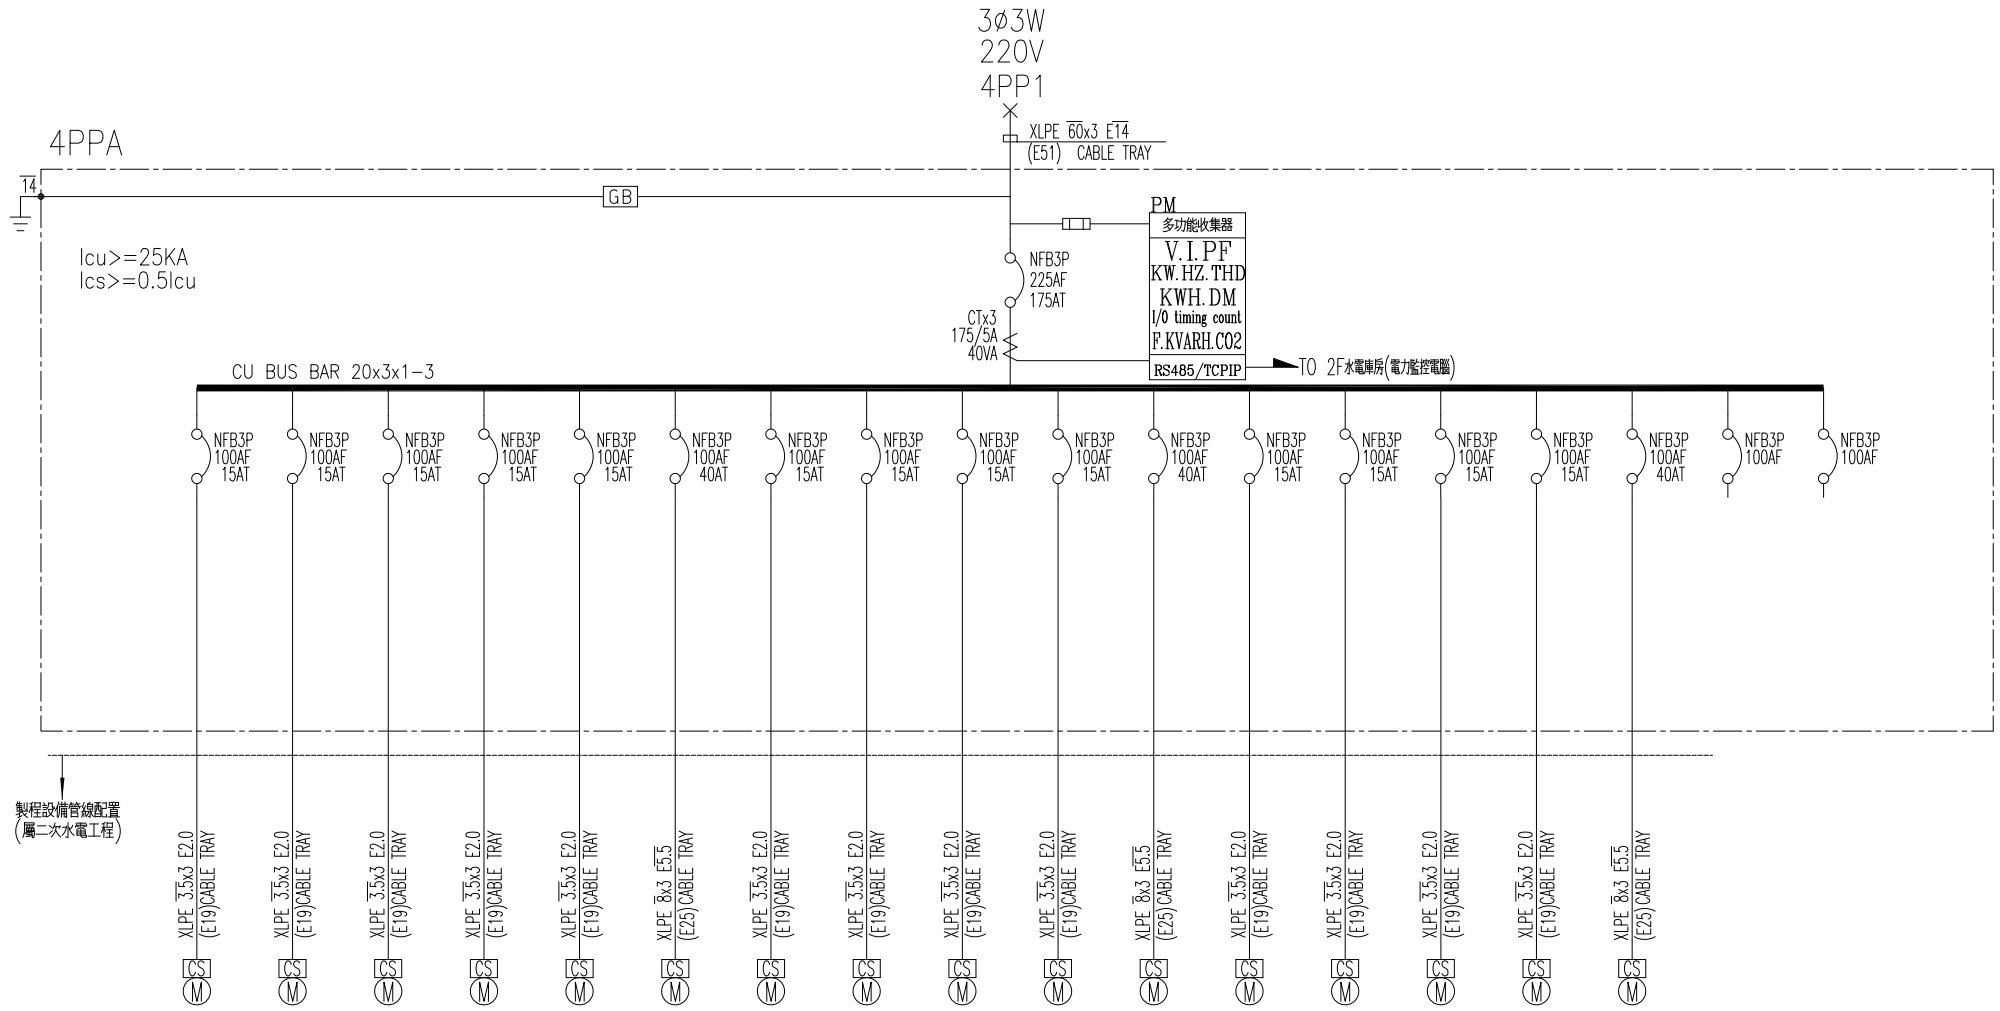 3ø3W
220V
4PP1
XLPE 60x3 E14
(E51) CABLE TRAY
4PPA
14
GB
Icu>=25KA
Ics>=0.5Icu
PM
多功能收集器
V.I.PF
KW.HZ.THD
KWH.DM
I/O timing count
F.KVARH.CO2
RS485/TCPIP
TO 2F水電庫房(電力監控電腦)
NFB3P
225AF
175AT
CTx3
175/5A
40VA
CU BUS BAR 20x3x1-3
NFB3P
100AF
15AT
NFB3P
100AF
15AT
NFB3P
100AF
15AT
NFB3P
100AF
15AT
NFB3P
100AF
15AT
NFB3P
100AF
40AT
NFB3P
100AF
15AT
NFB3P
100AF
15AT
NFB3P
100AF
15AT
NFB3P
100AF
15AT
NFB3P
100AF
40AT
NFB3P
100AF
15AT
NFB3P
100AF
15AT
NFB3P
100AF
15AT
NFB3P
100AF
15AT
NFB3P
100AF
40AT
NFB3P
100AF
NFB3P
100AF
製程設備管線配置
(屬二次水電工程)
XLPE 3.5x3 E2.0
(E19)CABLE TRAY
XLPE 3.5x3 E2.0
(E19)CABLE TRAY
XLPE 3.5x3 E2.0
(E19)CABLE TRAY
XLPE 3.5x3 E2.0
(E19)CABLE TRAY
XLPE 3.5x3 E2.0
(E19)CABLE TRAY
XLPE 8x3 E5.5
(E25)CABLE TRAY
XLPE 3.5x3 E2.0
(E19)CABLE TRAY
XLPE 3.5x3 E2.0
(E19)CABLE TRAY
XLPE 3.5x3 E2.0
(E19)CABLE TRAY
XLPE 3.5x3 E2.0
(E19)CABLE TRAY
XLPE 8x3 E5.5
(E25)CABLE TRAY
XLPE 3.5x3 E2.0
(E19)CABLE TRAY
XLPE 3.5x3 E2.0
(E19)CABLE TRAY
XLPE 3.5x3 E2.0
(E19)CABLE TRAY
XLPE 3.5x3 E2.0
(E19)CABLE TRAY
XLPE 8x3 E5.5
(E25)CABLE TRAY
CS CS CS CS CS CS CS CS CS CS CS CS CS CS CS CS
M M M M M M M M M M M M M M M M